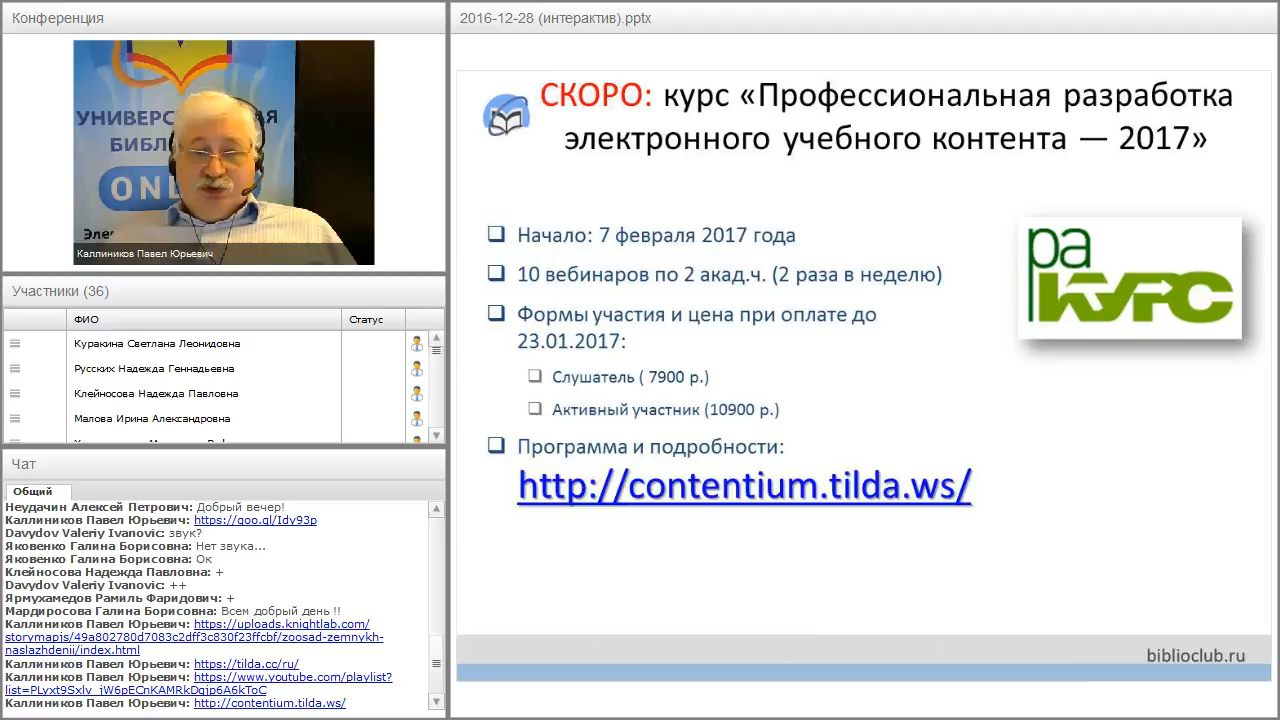 Конференция
УНИВЕРС НАЯ
БИБЛ
ONL
Эле
Каллиников Павел Юрьевич
Участники (36)
ФИО Статус
Куракина Светлана Леонидовна
Русских Надежда Геннадьевна
Клейносова Надежда Павловна
Малова Ирина Александровна
Чат
Общий
Неудачин Алексей Петрович: Добрый вечер!
Каллиников Павел Юрьевич: https://goo.gl/Idv93p
Davydov Valeriy Ivanovic: звук?
Яковенко Галина Борисовна: Нет звука...
Яковенко Галина Борисовна: Ок
Клейносова Надежда Павловна: +
Davydov Valeriy Ivanovic: ++
Ярмухамедов Рамиль Фаридович: +
Мардиросова Галина Борисовна: Всем добрый день !!
Каллиников Павел Юрьевич: https://uploads.knightlab.com/
storymapjs/49a802780d7083c2dff3c830f23ffcbf/zoosad-zemnykh-
naslazhdenii/index.html
Каллиников Павел Юрьевич: https://tilda.cc/ru/
Каллиников Павел Юрьевич: https://www.youtube.com/playlist?
list=PLyxt9SxIv_jW6pECnKAMRkDqjp6A6kToC
Каллиников Павел Юрьевич: http://contentium.tilda.ws/
2016-12-28 (интерактив).pptx
СКОРО: курс «Профессиональная разработка
электронного учебного контента — 2017»
Начало: 7 февраля 2017 года
10 вебинаров по 2 акад.ч. (2 раза в неделю)
Формы участия и цена при оплате до
23.01.2017:
Слушатель ( 7900 р.)
Активный участник (10900 р.)
Программа и подробности:
http://contentium.tilda.ws/
ра
курс
biblioclub.ru